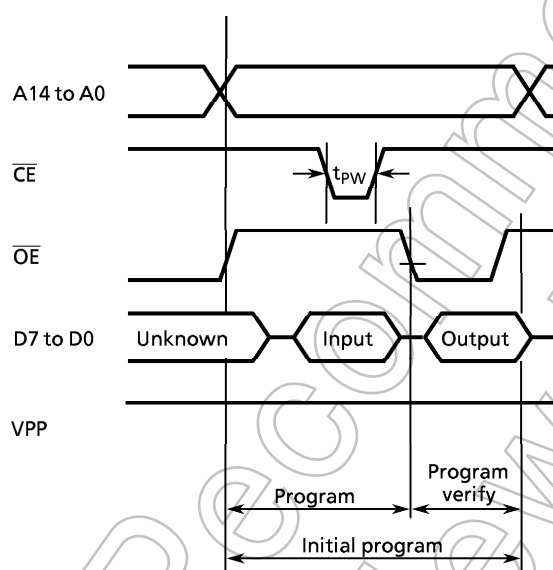 A14 to A0
CE
tPW
OE
D7 to D0
Unknown
Input
Output
VPP
Program
Program
verify
Initial program